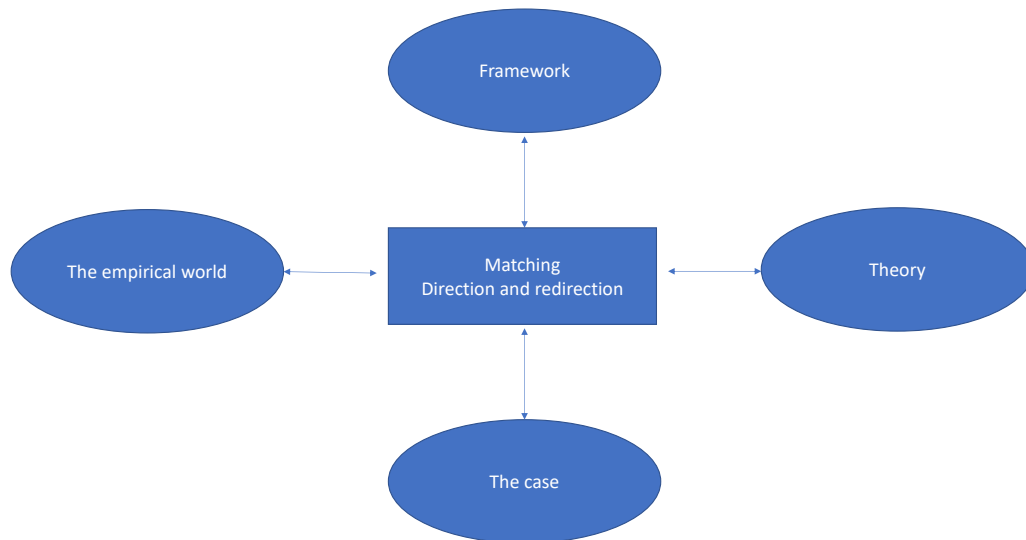 Framework
The empirical world
Matching
Direction and redirection
Theory
The case